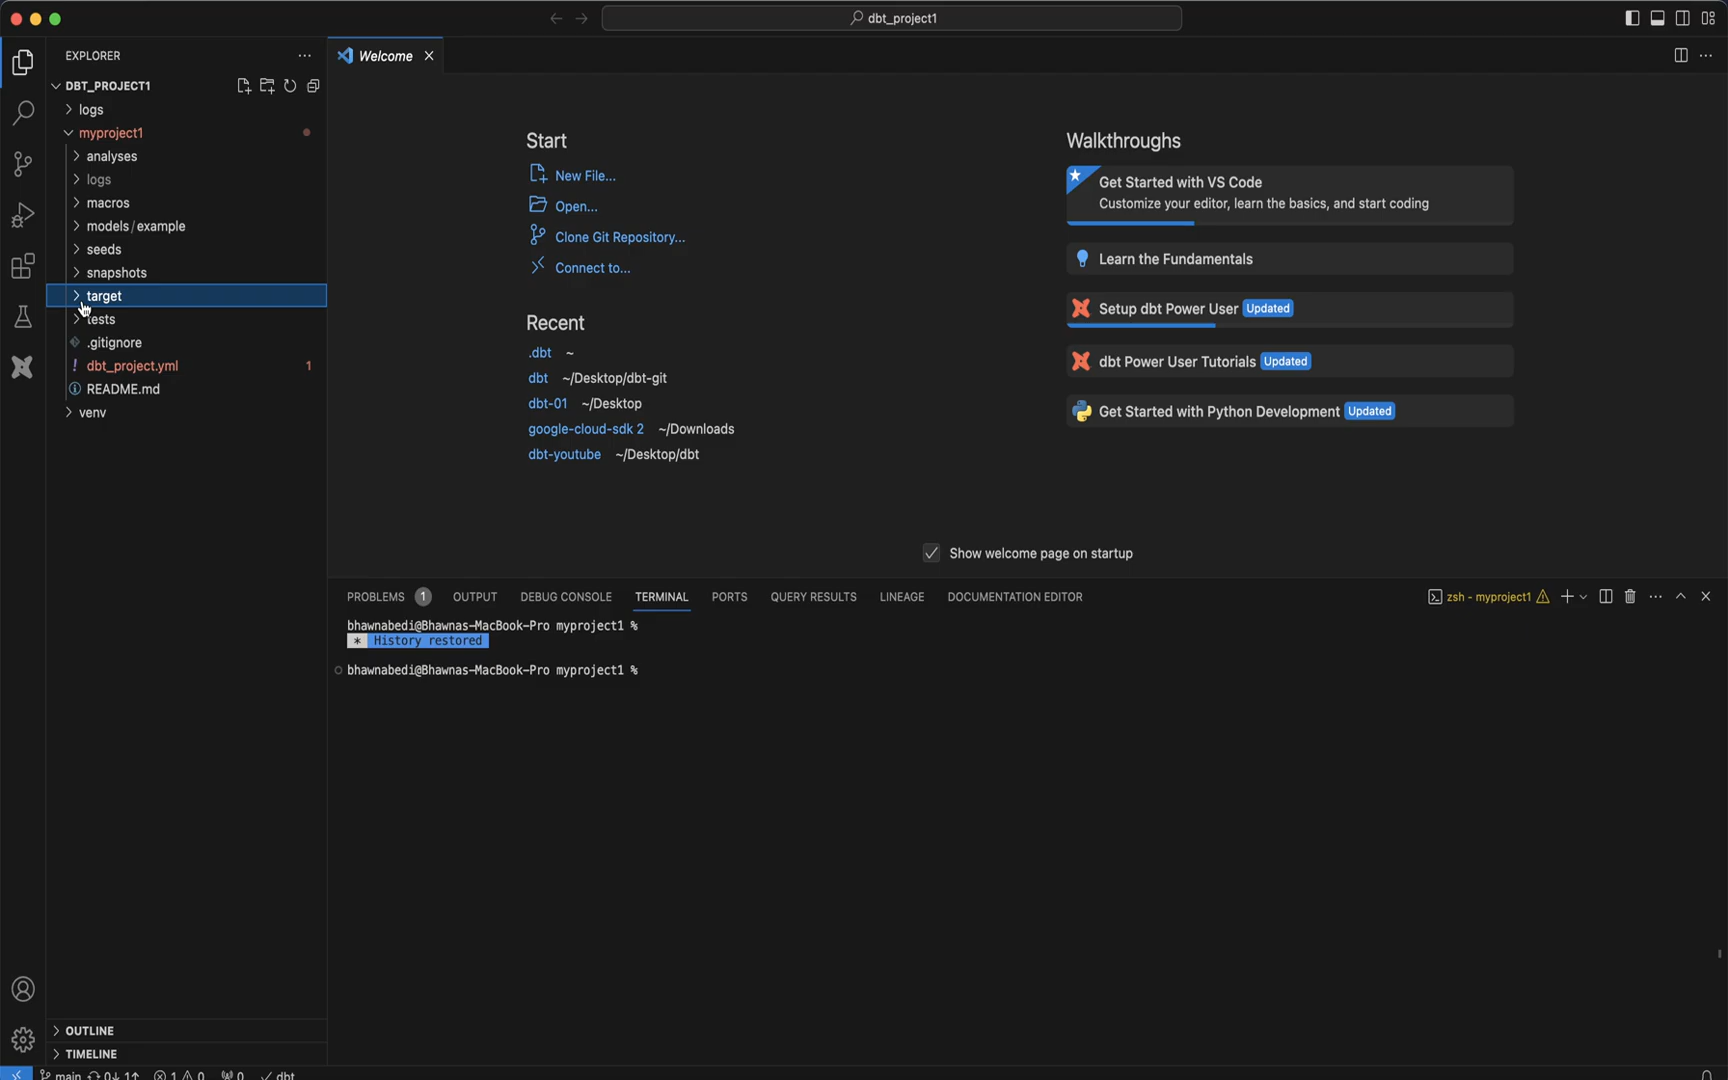 dbt_project1
EXPLORER
Welcome
DBT_PROJECT1
logs
myproject1
analyses
logs
macros
models/example
seeds
snapshots
target
tests
.gitignore
! dbt_project.yml 1
README.md
venv
OUTLINE
TIMELINE
Start
New File...
Open...
Clone Git Repository...
Connect to...
Recent
.dbt ~
dbt ~/Desktop/dbt-git
dbt-01 ~/Desktop
google-cloud-sdk 2 ~/Downloads
dbt-youtube ~/Desktop/dbt
Walkthroughs
Get Started with VS Code
Customize your editor, learn the basics, and start coding
Learn the Fundamentals
Setup dbt Power User Updated
dbt Power User Tutorials Updated
Get Started with Python Development Updated
Show welcome page on startup
PROBLEMS 1 OUTPUT DEBUG CONSOLE TERMINAL PORTS QUERY RESULTS LINEAGE DOCUMENTATION EDITOR
zsh - myproject1
bhawnabedi@Bhawnas-MacBook-Pro myproject1 %
* History restored
bhawnabedi@Bhawnas-MacBook-Pro myproject1 %
main 0↓ 1↑ 1 0 0 dbt